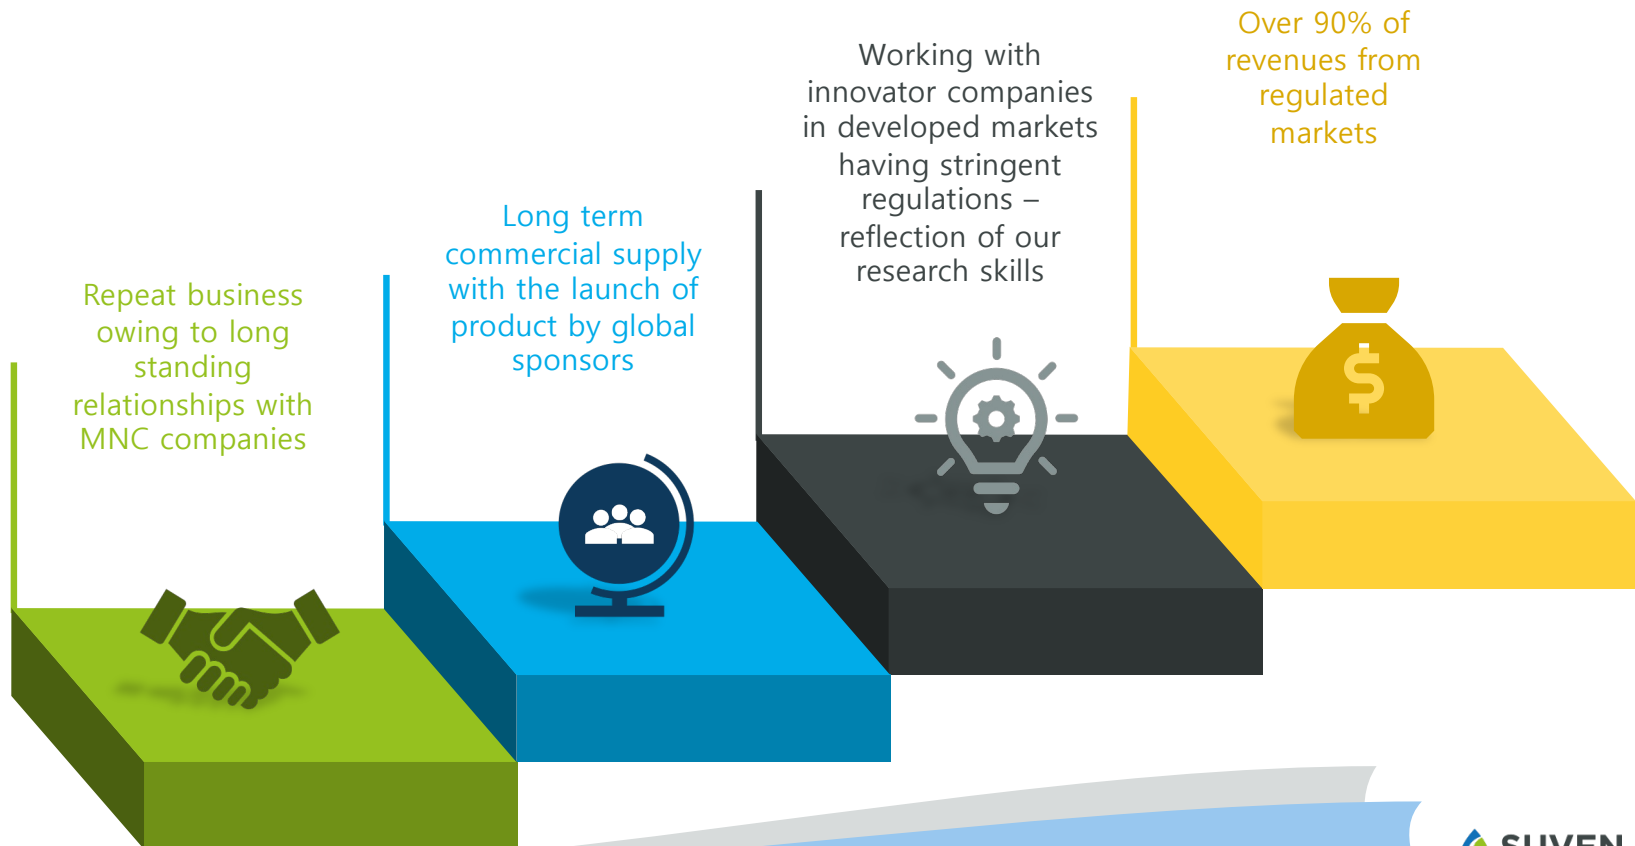 Repeat business
owing to long
standing
relationships with
MNC companies
Long term
commercial supply
with the launch of
product by global
sponsors
Working with
innovator companies
in developed markets
having stringent
regulations –
reflection of our
research skills
Over 90% of
revenues from
regulated
markets
$
SUVEN